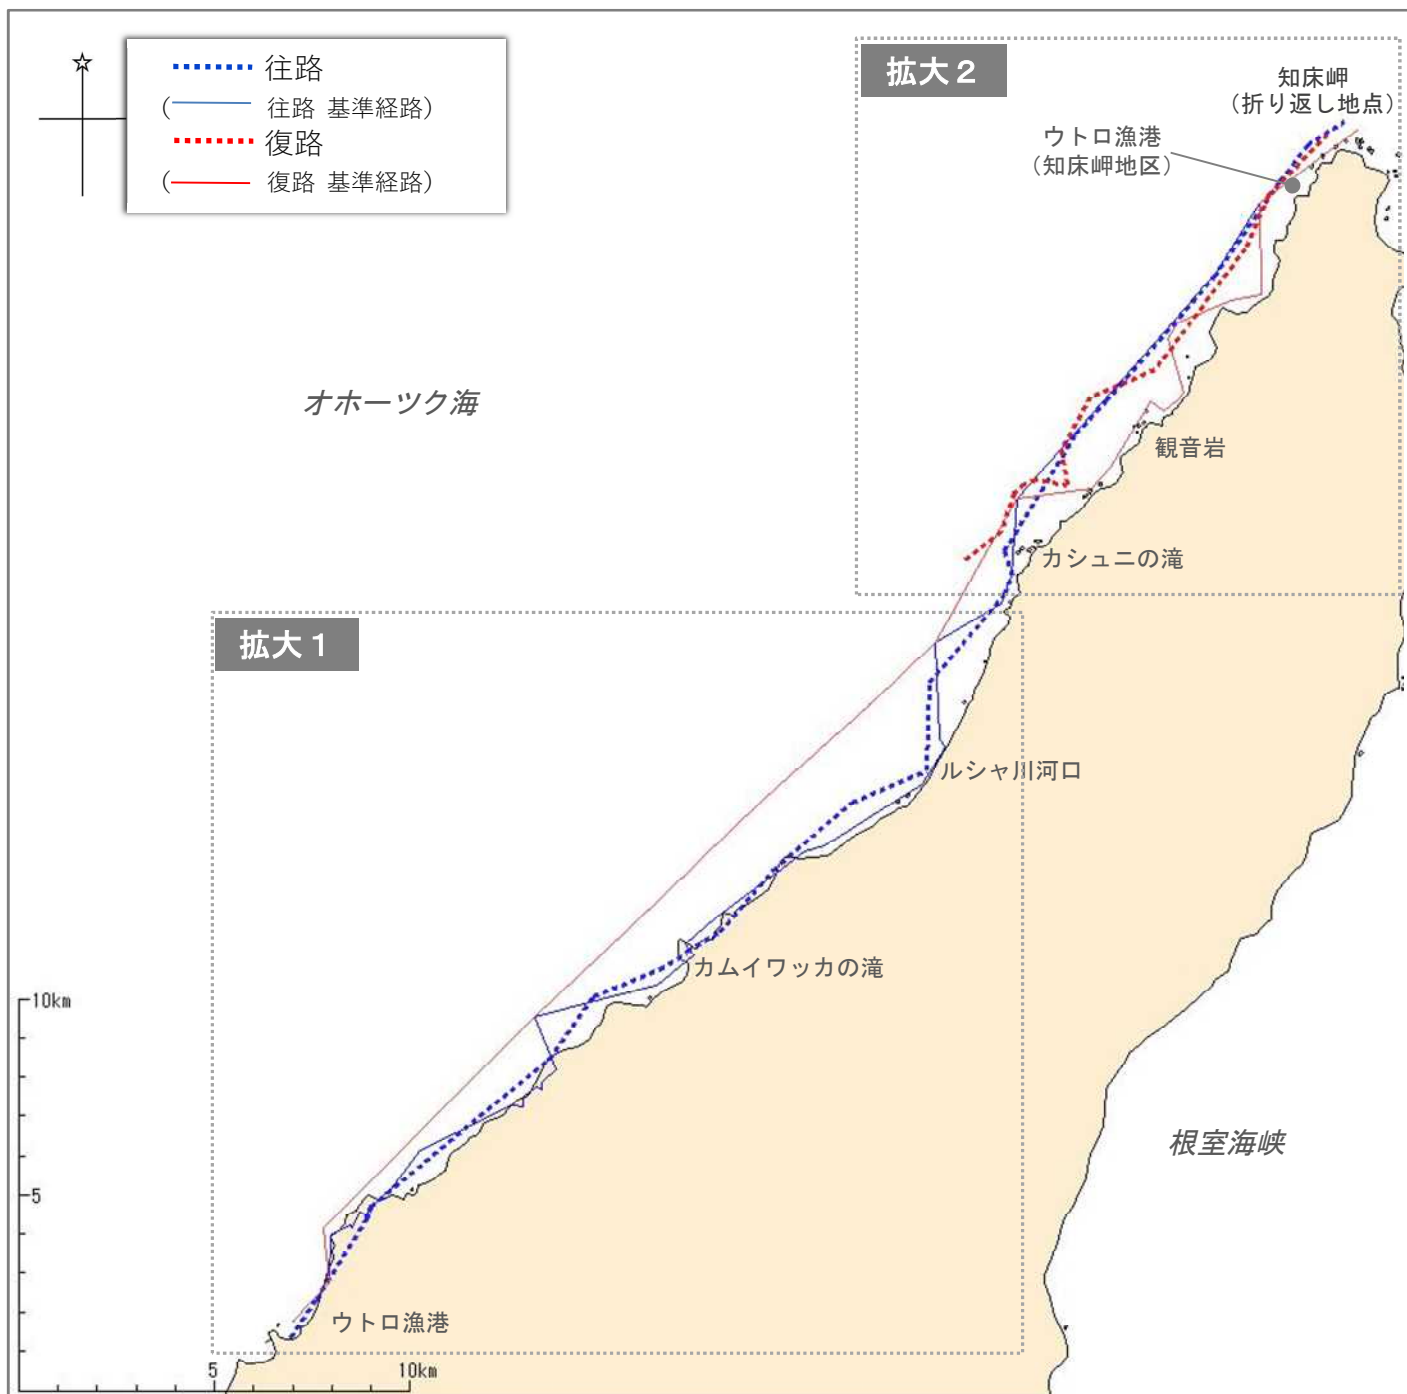 往路
(往路 基準経路)
復路
(復路 基準経路)
拡大２
知床岬
(折り返し地点)
ウトロ漁港
(知床岬地区)
オホーツク海
観音岩
カシュニの滝
拡大１
ルシャ川河口
カムイワッカの滝
10km
根室海峡
5
ウトロ漁港
5
10km